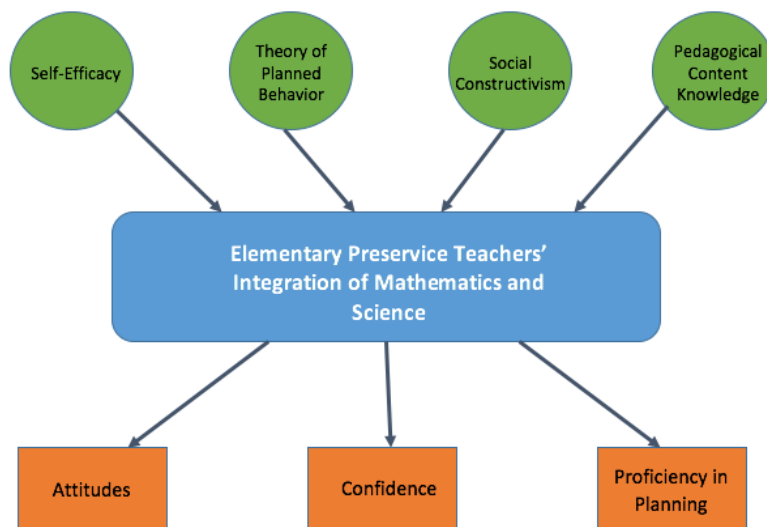 Self-Efficacy
Theory of
Planned
Behavior
Social
Constructivism
Pedagogical
Content
Knowledge
Elementary Preservice Teachers’
Integration of Mathematics and
Science
Attitudes
Confidence
Proficiency in
Planning